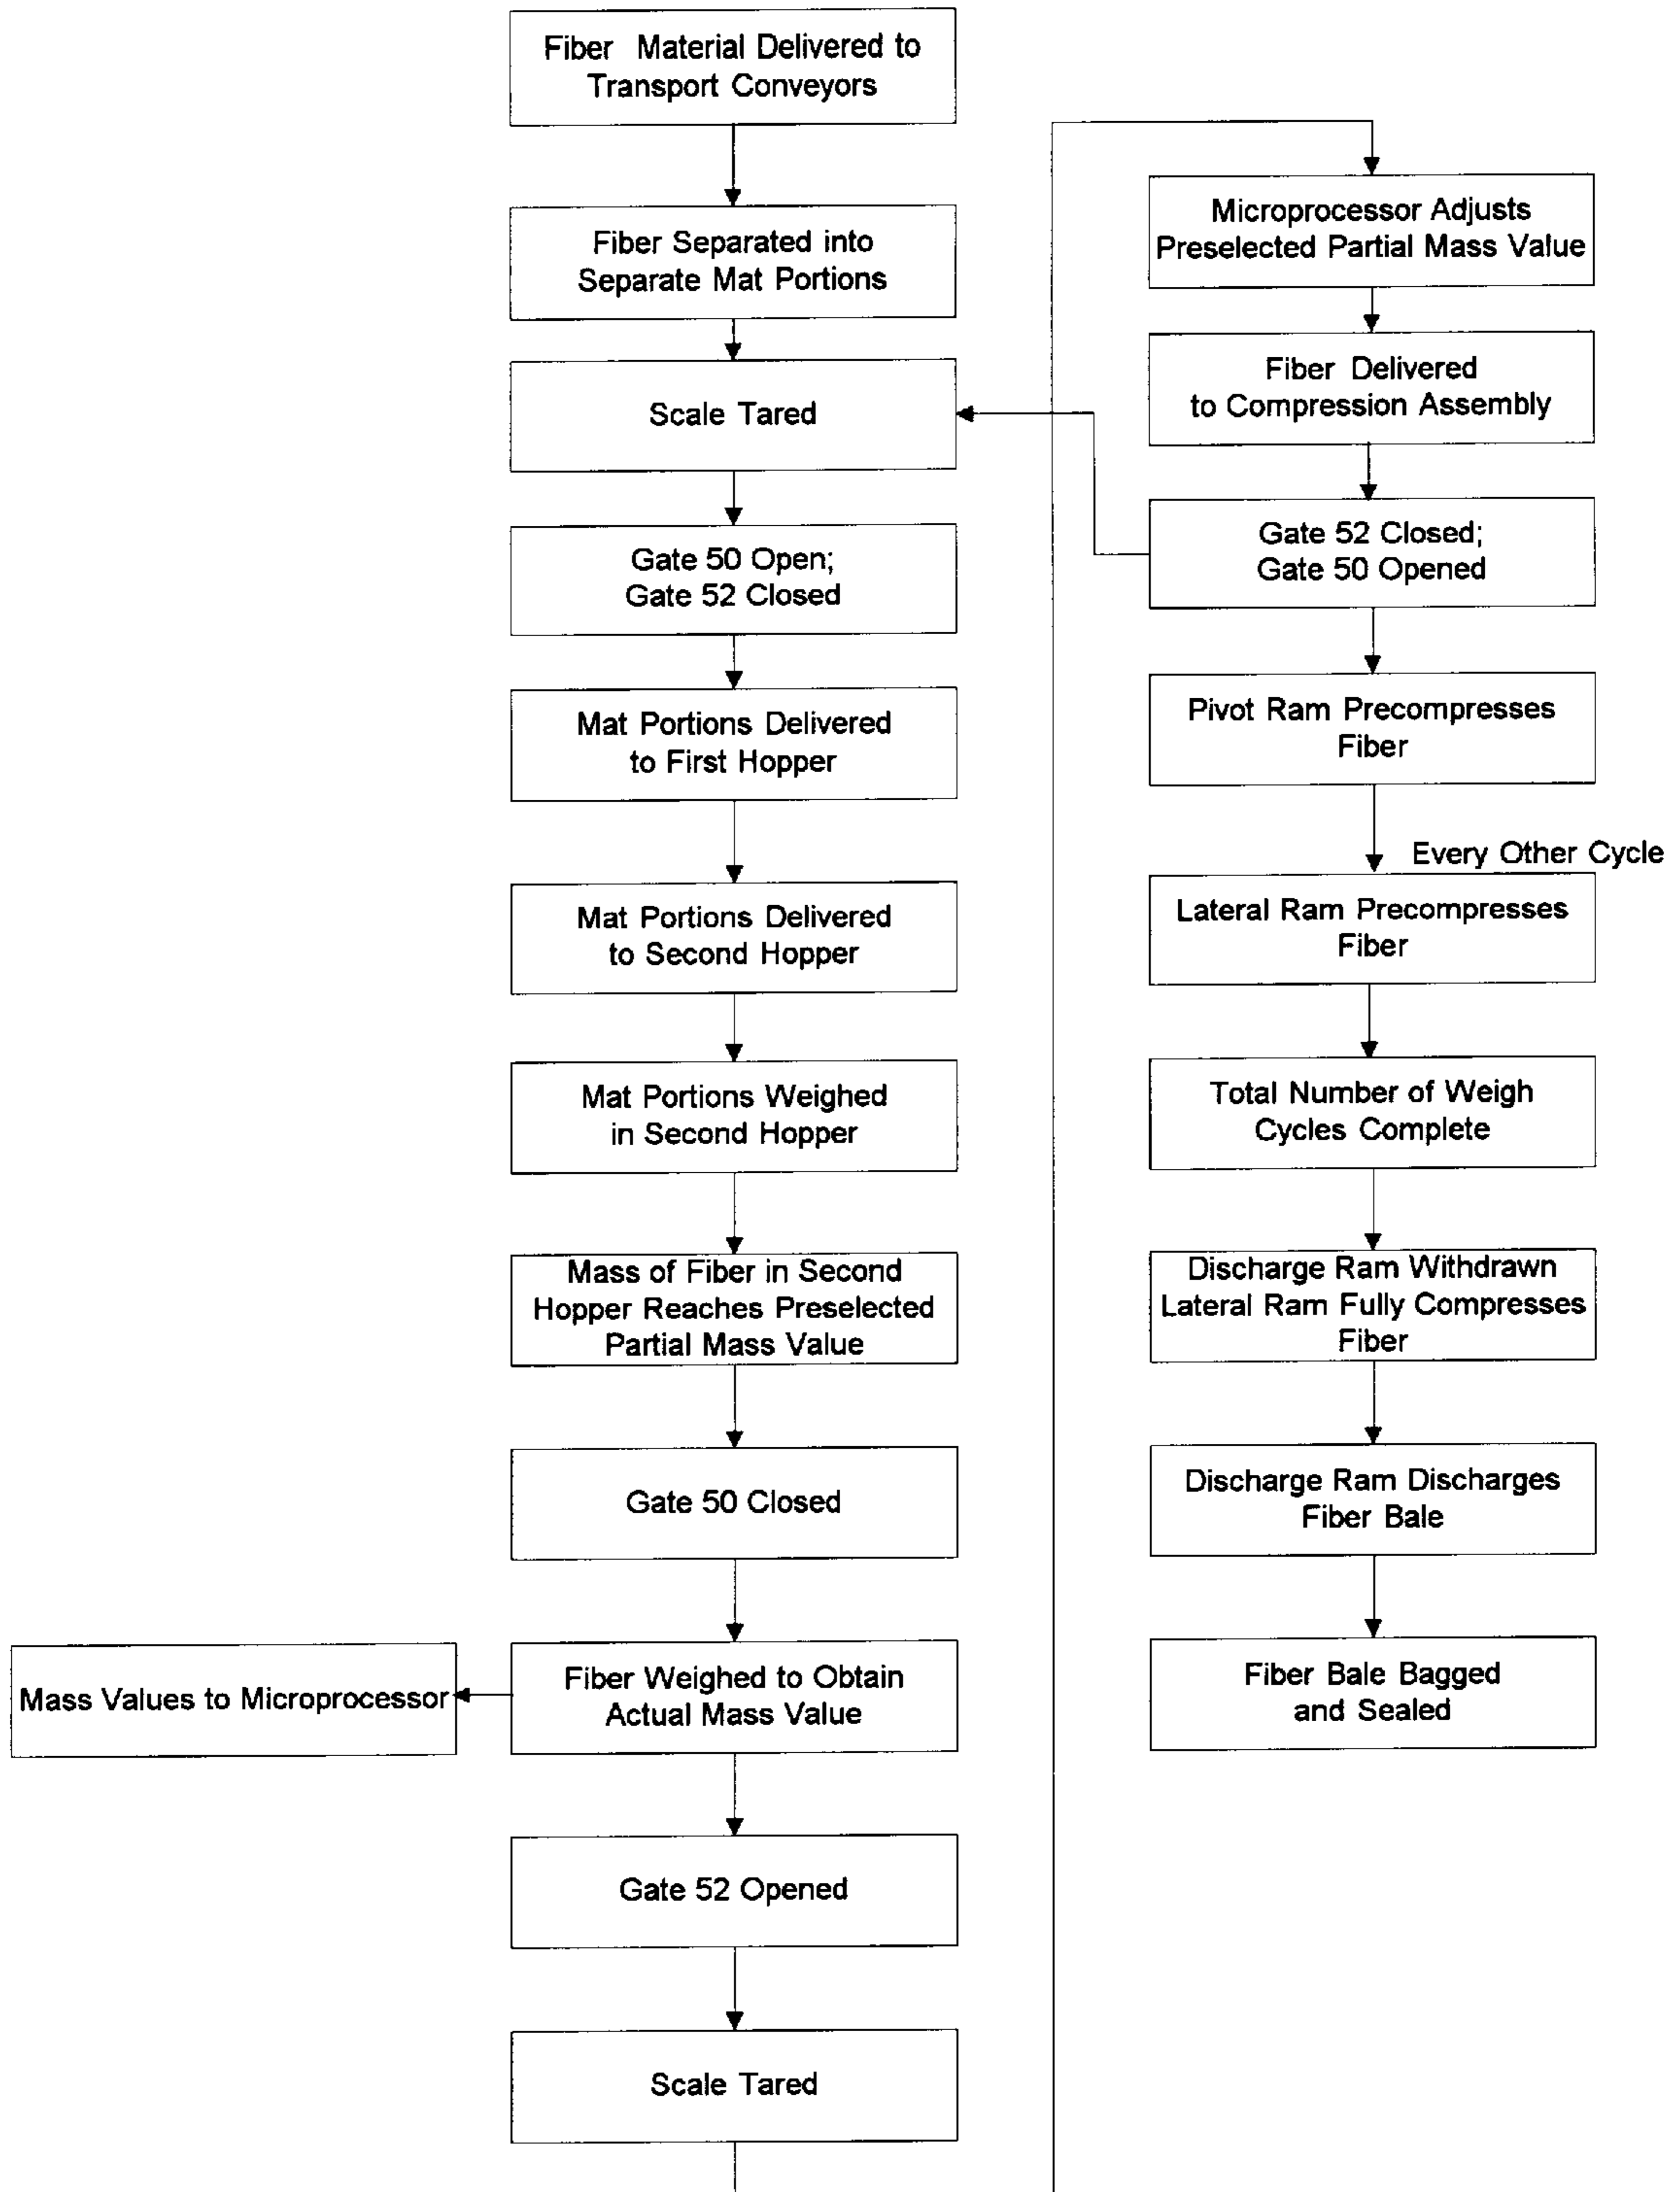 Fiber Material Delivered to
Transport Conveyors
Fiber Separated into
Separate Mat Portions
Scale Tared
Gate 50 Open;
Gate 52 Closed
Mat Portions Delivered
to First Hopper
Mat Portions Delivered
to Second Hopper
Mat Portions Weighed
in Second Hopper
Mass of Fiber in Second
Hopper Reaches Preselected
Partial Mass Value
Gate 50 Closed
Fiber Weighed to Obtain
Actual Mass Value
Mass Values to Microprocessor
Gate 52 Opened
Scale Tared
Microprocessor Adjusts
Preselected Partial Mass Value
Fiber Delivered
to Compression Assembly
Gate 52 Closed;
Gate 50 Opened
Pivot Ram Precompresses
Fiber
Every Other Cycle
Lateral Ram Precompresses
Fiber
Total Number of Weigh
Cycles Complete
Discharge Ram Withdrawn
Lateral Ram Fully Compresses
Fiber
Discharge Ram Discharges
Fiber Bale
Fiber Bale Bagged
and Sealed